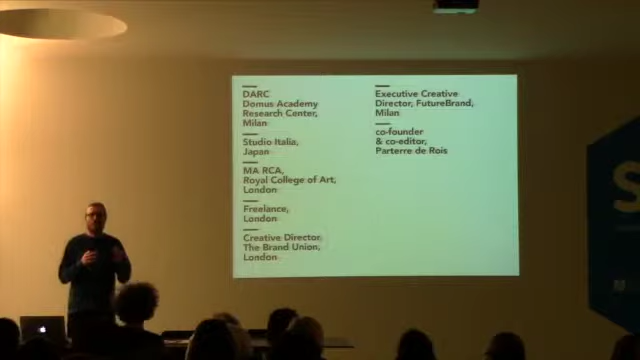 DARC
Domus Academy
Research Center,
Milan
Studio Italia,
Japan
MA RCA,
Royal College of Art,
London
Freelance,
London
Creative Director,
The Brand Union,
London
Executive Creative
Director, FutureBrand,
Milan
co-founder
& co-editor,
Parterre de Rois
S